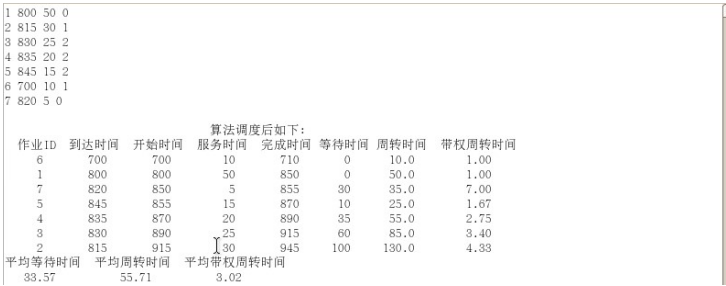 1 800 50 0
2 815 30 1
3 830 25 2
4 835 20 2
5 845 15 2
6 700 10 1
7 820 5 0
算法调度后如下：
作业ID 到达时间 开始时间 服务时间 完成时间 等待时间 周转时间 带权周转时间
6 700 700 10 710 0 10.0 1.00
1 800 800 50 850 0 50.0 1.00
7 820 850 5 855 30 35.0 7.00
5 845 855 15 870 10 25.0 1.67
4 835 870 20 890 35 55.0 2.75
3 830 890 25 915 60 85.0 3.40
2 815 915 30 945 100 130.0 4.33
平均等待时间 平均周转时间 平均带权周转时间
33.57 55.71 3.02